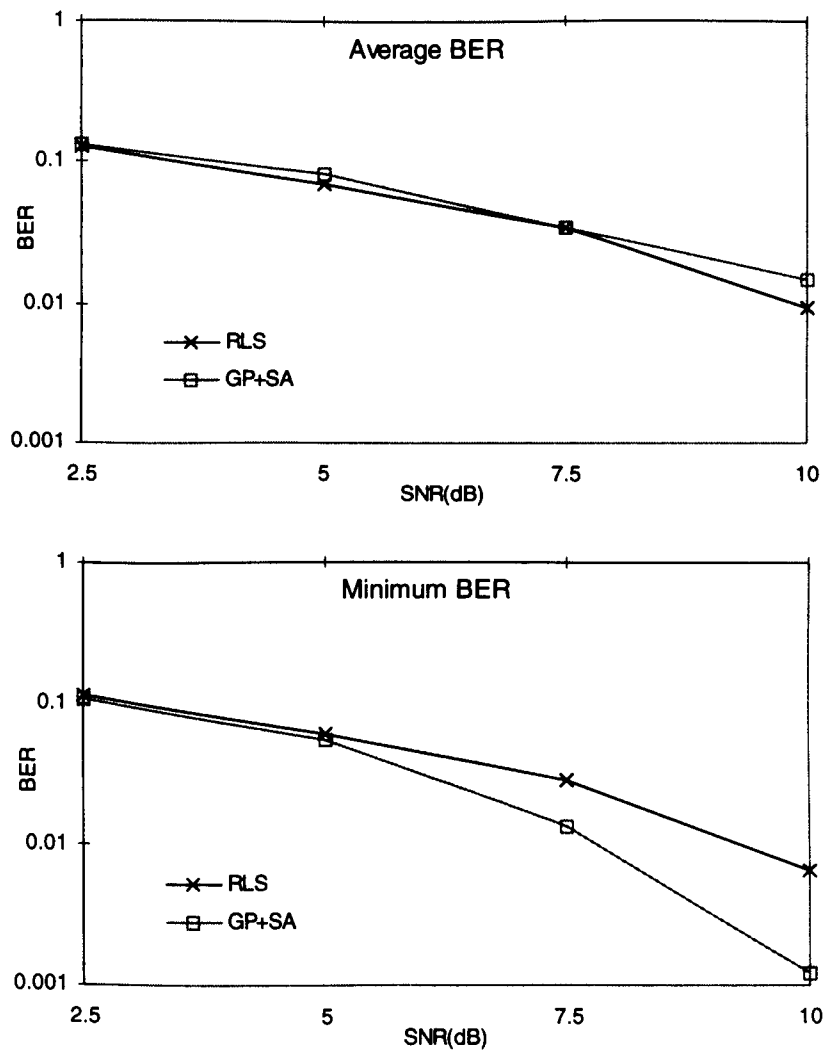 Average BER
1
0.1
0.01
0.001
BER
RLS
GP+SA
2.5 5 7.5 10
SNR(dB)
Minimum BER
1
0.1
0.01
0.001
BER
RLS
GP+SA
2.5 5 7.5 10
SNR(dB)